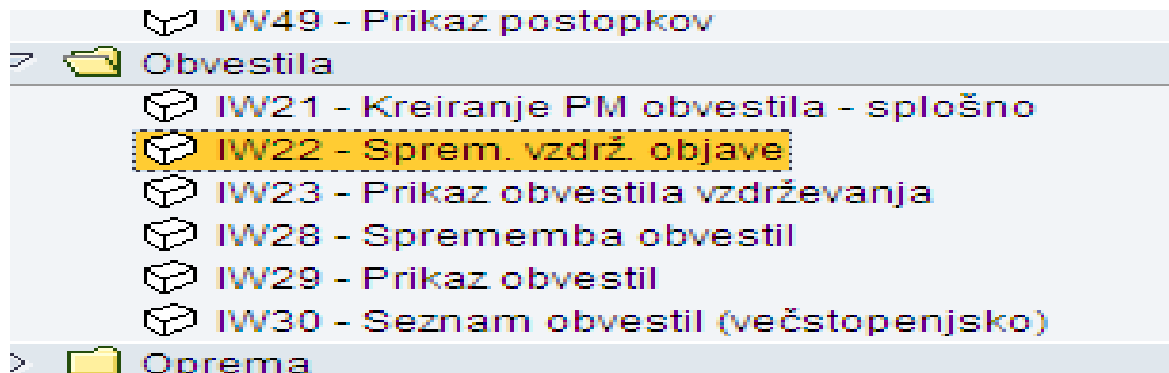 IW49 - Prikaz postopkov
Obvestila
IW21 - Kreiranje PM obvestila - splošno
IW22 - Sprem. vzdrž. objave
IW23 - Prikaz obvestila vzdrževanja
IW28 - Sprememba obvestil
IW29 - Prikaz obvestil
IW30 - Seznam obvestil (večstopenjsko)
Oprema